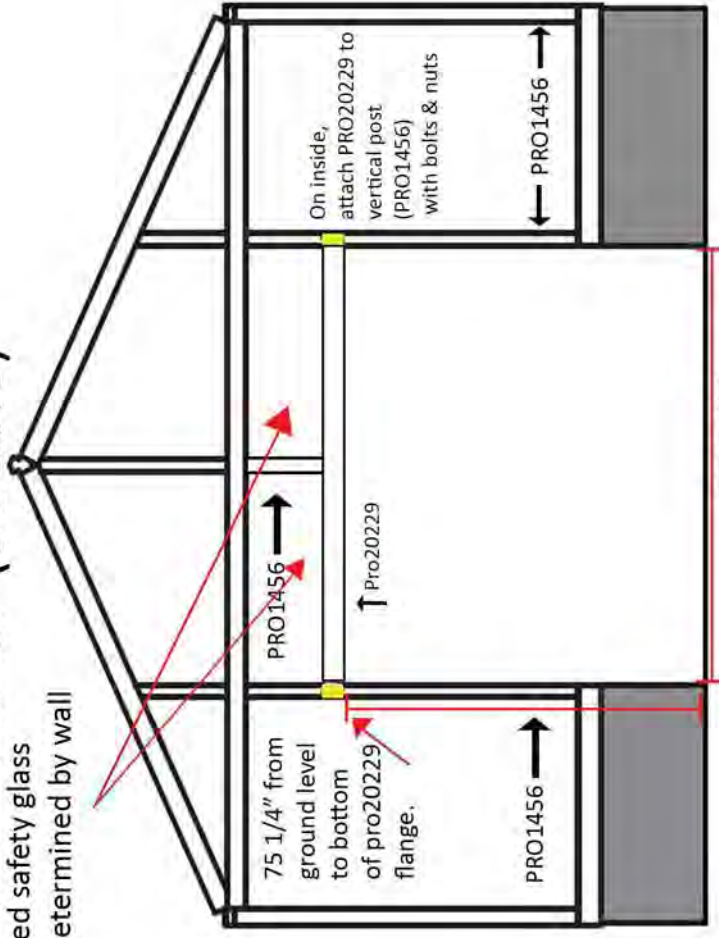 ed safety glass
etermined by wall
PRO1456
Pro20229
75 1/4" from
ground level
to bottom
of pro20229
flange.
PRO1456
On inside,
attach PRO20229 to
vertical post
(PRO1456)
with bolts & nuts
PRO1456